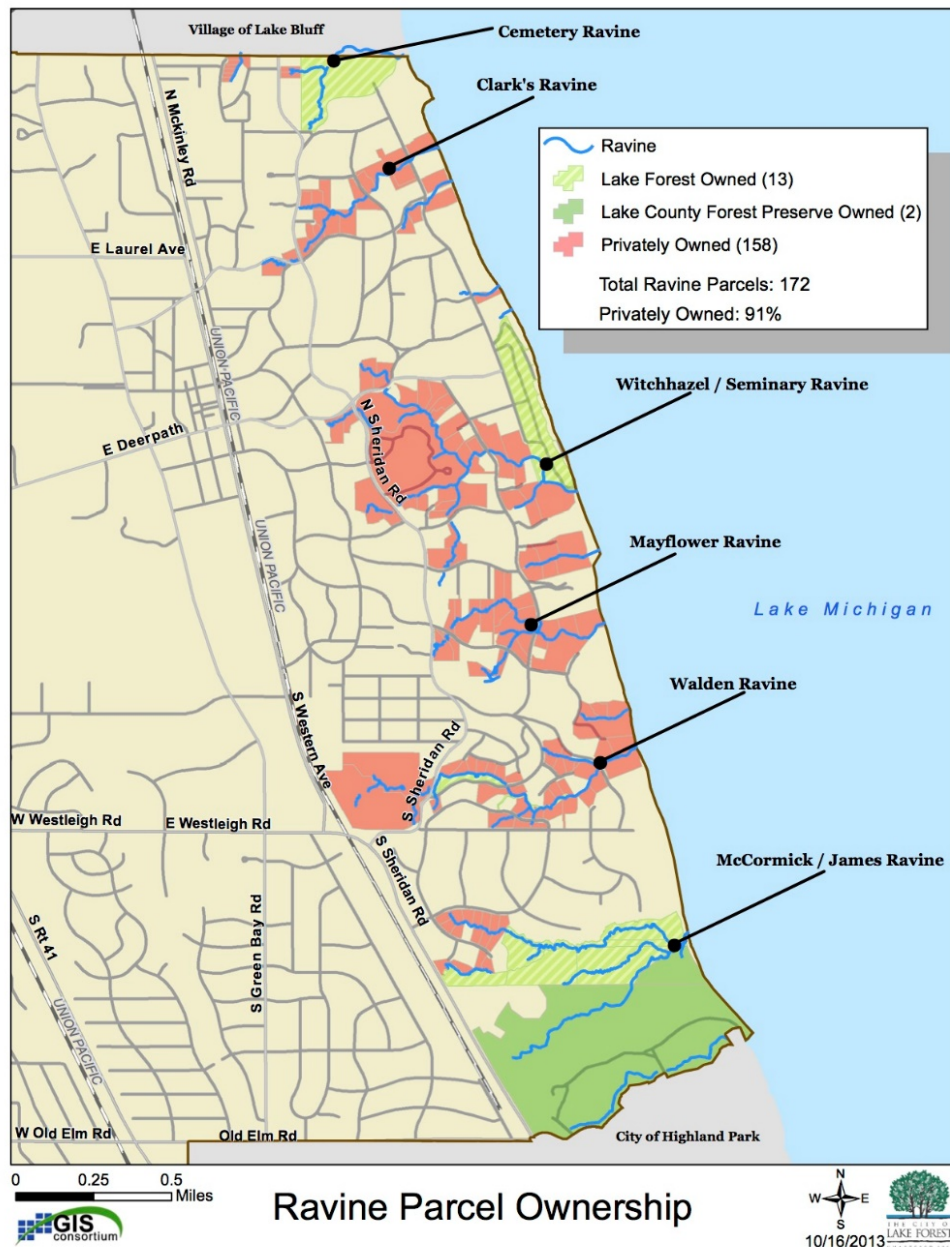 Village of Lake Bluff
Cemetery Ravine
Clark's Ravine
Ravine
Lake Forest Owned (13)
Lake County Forest Preserve Owned (2)
Privately Owned (158)
Total Ravine Parcels: 172
Privately Owned: 91%
N Mckinley Rd
E Laurel Ave
UNION PACIFIC
Witchhazel / Seminary Ravine
E Deerpath
N Sheridan Rd
UNION PACIFIC
Mayflower Ravine
Lake Michigan
Walden Ravine
S Western Ave
S Sheridan Rd
W Westleigh Rd
E Westleigh Rd
S Sheridan Rd
McCormick / James Ravine
S Rt 41
S Green Bay Rd
UNION PACIFIC
W Old Elm Rd
Old Elm Rd
City of Highland Park
0 0.25 0.5
Miles
GIS
consortium
Ravine Parcel Ownership
N
W E
S
10/16/2013
THE CITY OF
LAKE FOREST